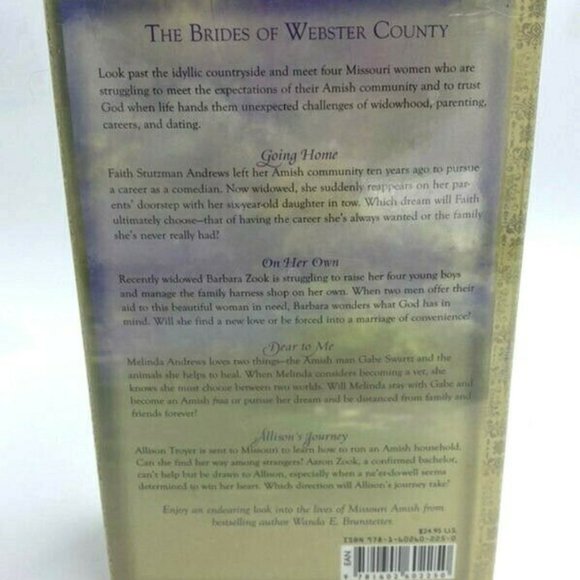 THE BRIDES OF WEBSTER COUNTY
Look past the idyllic countryside and meet four Missouri women who are
struggling to meet the expectations of their Amish community and to trust
God when life hands them unexpected challenges of widowhood, parenting,
careers, and dating.
Going Home
Faith Stutzman Andrews left her Amish community ten years ago to pursue
a career as a comedian. Now widowed, she suddenly reappears on her par-
ents' doorstep with her six-year-old daughter in tow. Which dream will Faith
ultimately choose—that of having the career she's always wanted or the family
she's never really had?
On Her Own
Recently widowed Barbara Zook is struggling to raise her four young boys
and manage the family harness shop on her own. When two men offer their
aid to this beautiful woman in need, Barbara wonders what God has in
mind. Will she find a new love or be forced into a marriage of convenience?
Dear to Me
Melinda Andrews loves two things—the Amish man Gabe Swartz and the
animals she helps to heal. When Melinda considers becoming a vet, she
knows she must choose between two worlds. Will Melinda stay with Gabe and
become an Amish fraa or pursue her dream and be distanced from family and
friends forever?
Allison's Journey
Allison Troyer is sent to Missouri to learn how to run an Amish household.
Can she find her way among strangers? Aaron Zook, a confirmed bachelor,
can't help but be drawn to Allison, especially when a ne'er-do-well seems
determined to win her heart. Which direction will Allison's journey take?
Enjoy an endearing look into the lives of Missouri Amish from
bestselling author Wanda E. Brunstetter.
$24.95 U.S.
ISBN 978-1-60260-225-0
EAN
9 781602 602250